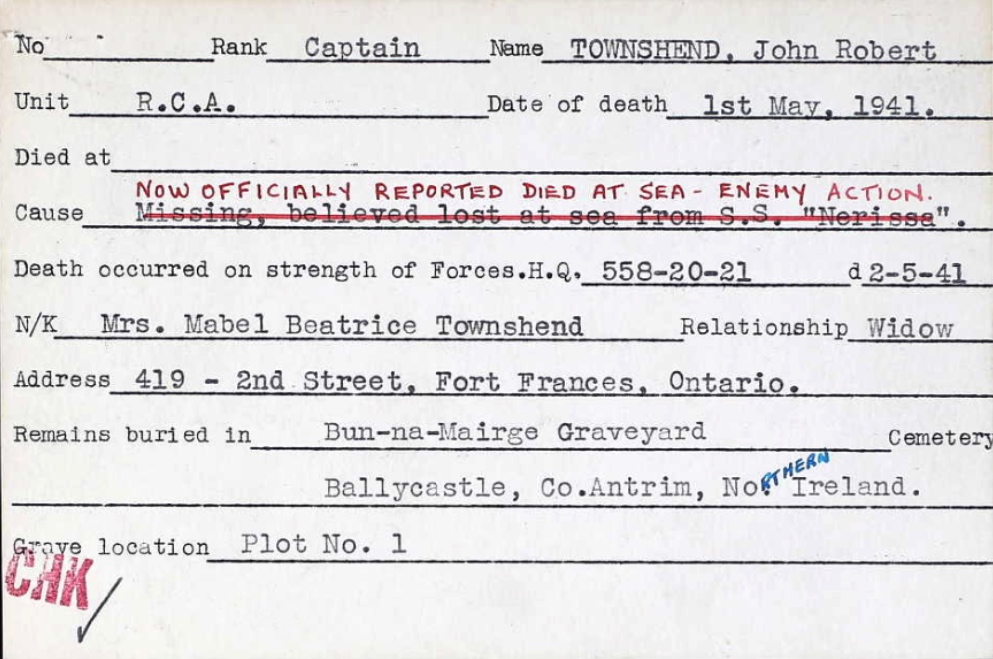 No Rank Captain Name TOWNSHEND, John Robert
Unit R.C.A. Date of death 1st May, 1941.
Died at
NOW OFFICIALLY REPORTED DIED AT SEA - ENEMY ACTION.
Cause Missing, believed lost at sea from S.S. "Nerissa".
Death occurred on strength of Forces.H.Q. 558-20-21 d 2-5-41
N/K Mrs. Mabel Beatrice Townshend Relationship Widow
Address 419 - 2nd Street, Fort Frances, Ontario.
Remains buried in Bun-na-Mairge Graveyard Cemetery
Ballycastle, Co.Antrim, NoRTHERN Ireland.
Grave location Plot No. 1
CHK